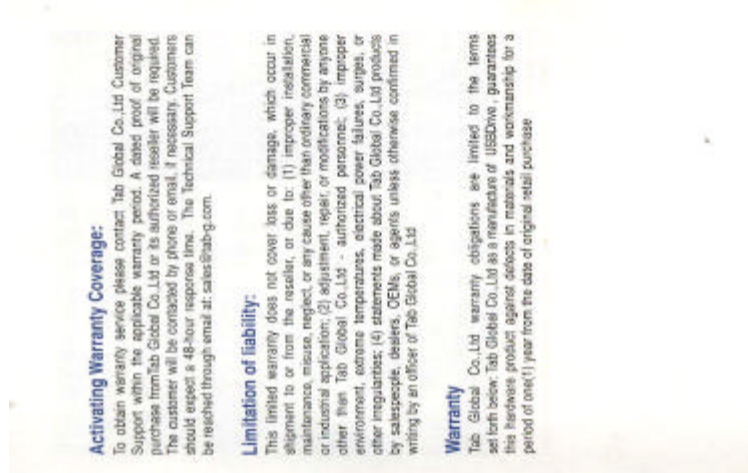 Activating Warranty Coverage:
To obtain warranty service please contact Tab Global Co.,Ltd Customer
Support within the applicable warranty period. A dated proof of original
purchase fromTab Global Co.,Ltd or its authorized reseller will be required.
The customer will be contacted by phone or email, if necessary. Customers
should expect a 48-hour response time. The Technical Support Team can
be reached through email at: sales@tab-g.com.
Limitation of liability:
This limited warranty does not cover loss or damage, which occur in
shipment to or from the reseller, or due to: (1) improper installation,
maintenance, misuse, neglect, or any cause other than ordinary commercial
or industrial application; (2) adjustment, repair, or modifications by anyone
other than Tab Global Co.,Ltd - authorized personnel; (3) improper
environment, extreme temperatures, electrical power failures, surges, or
other irregularities; (4) statements made about Tab Global Co.,Ltd products
by salespeople, dealers, OEMs, or agents unless otherwise confirmed in
writing by an officer of Tab Global Co.,Ltd
Warranty
Tab Global Co.,Ltd warranty obligations are limited to the terms
set forth below: Tab Global Co.,Ltd as a manufacture of USBDrive , guarantees
this hardware product against defects in materials and workmanship for a
period of one(1) year from the date of original retail purchase